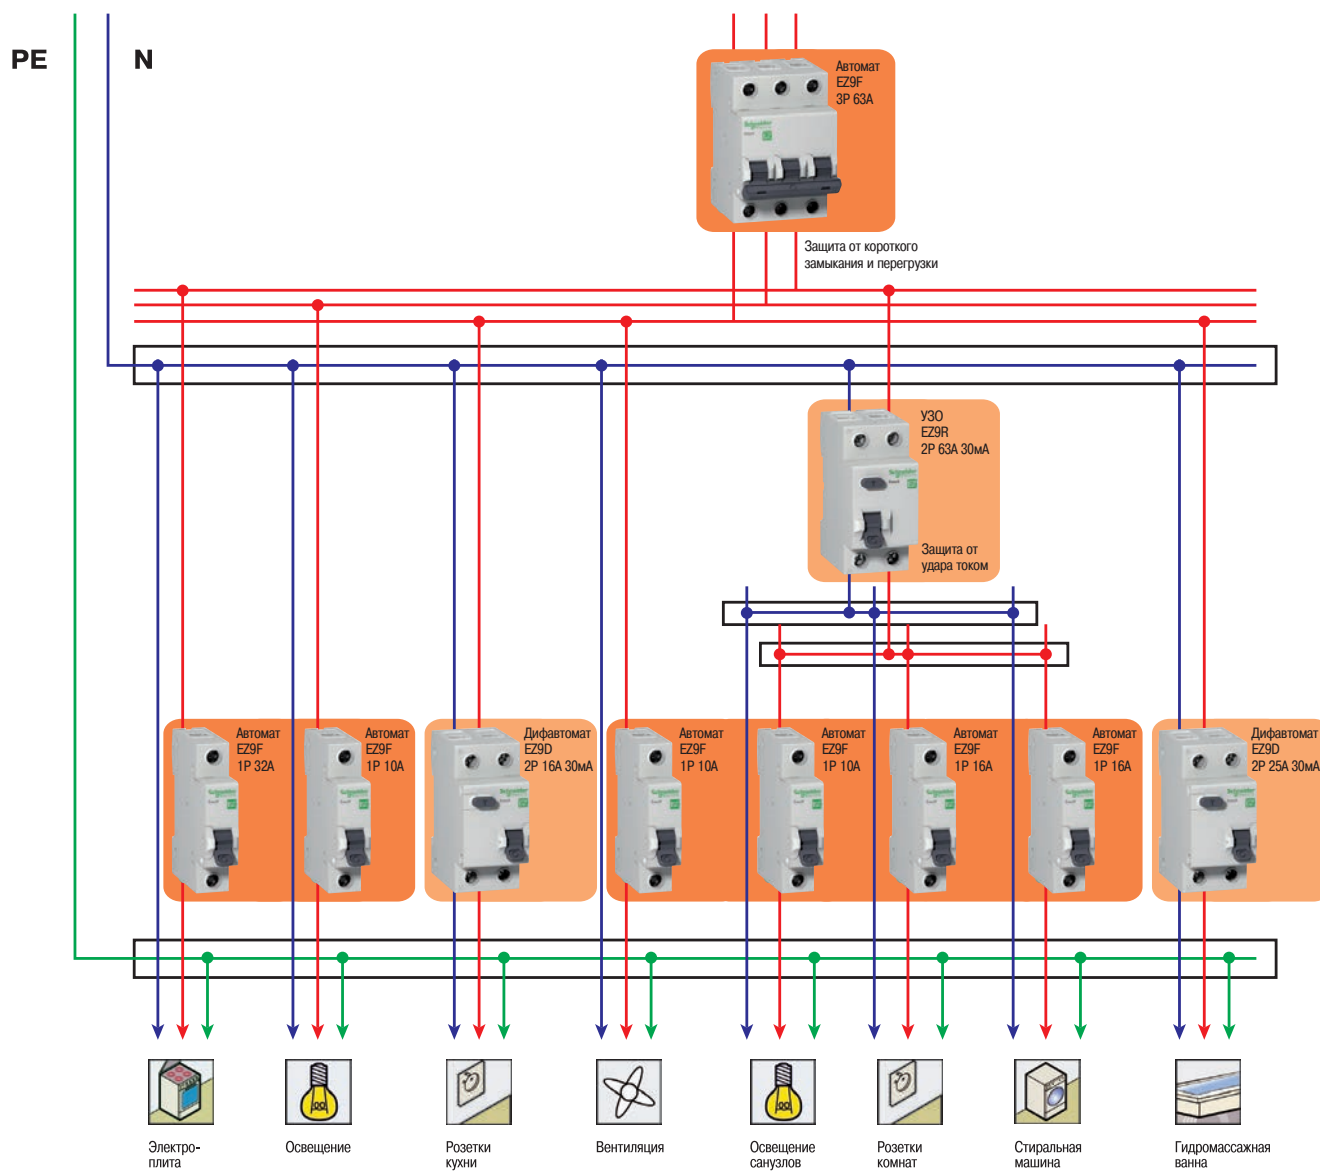 PE
N
Автомат
EZ9F
3P 63A
Защита от короткого
замыкания и перегрузки
УЗО
EZ9R
2P 63A 30мА
Защита от
удара током
Автомат
EZ9F
1P 32A
Автомат
EZ9F
1P 10A
Дифавтомат
EZ9D
2P 16A 30мА
Автомат
EZ9F
1P 10A
Автомат
EZ9F
1P 10A
Автомат
EZ9F
1P 16A
Автомат
EZ9F
1P 16A
Дифавтомат
EZ9D
2P 25A 30мА
Электро-
плита
Освещение
Розетки
кухни
Вентиляция
Освещение
санузлов
Розетки
комнат
Стиральная
машина
Гидромассажная
ванна